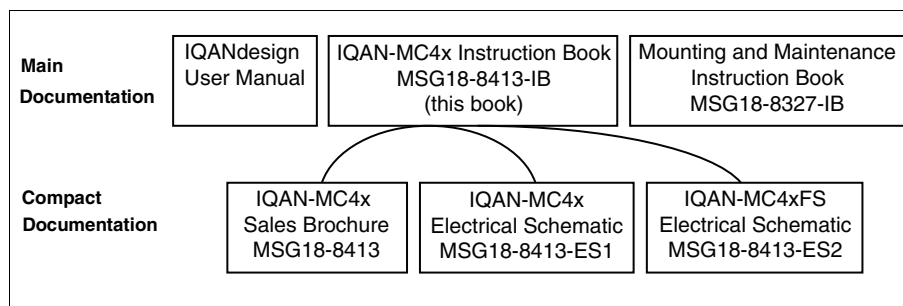 Main
Documentation
IQANdesign
User Manual
IQAN-MC4x Instruction Book
MSG18-8413-IB
(this book)
Mounting and Maintenance
Instruction Book
MSG18-8327-IB
Compact
Documentation
IQAN-MC4x
Sales Brochure
MSG18-8413
IQAN-MC4x
Electrical Schematic
MSG18-8413-ES1
IQAN-MC4xFS
Electrical Schematic
MSG18-8413-ES2